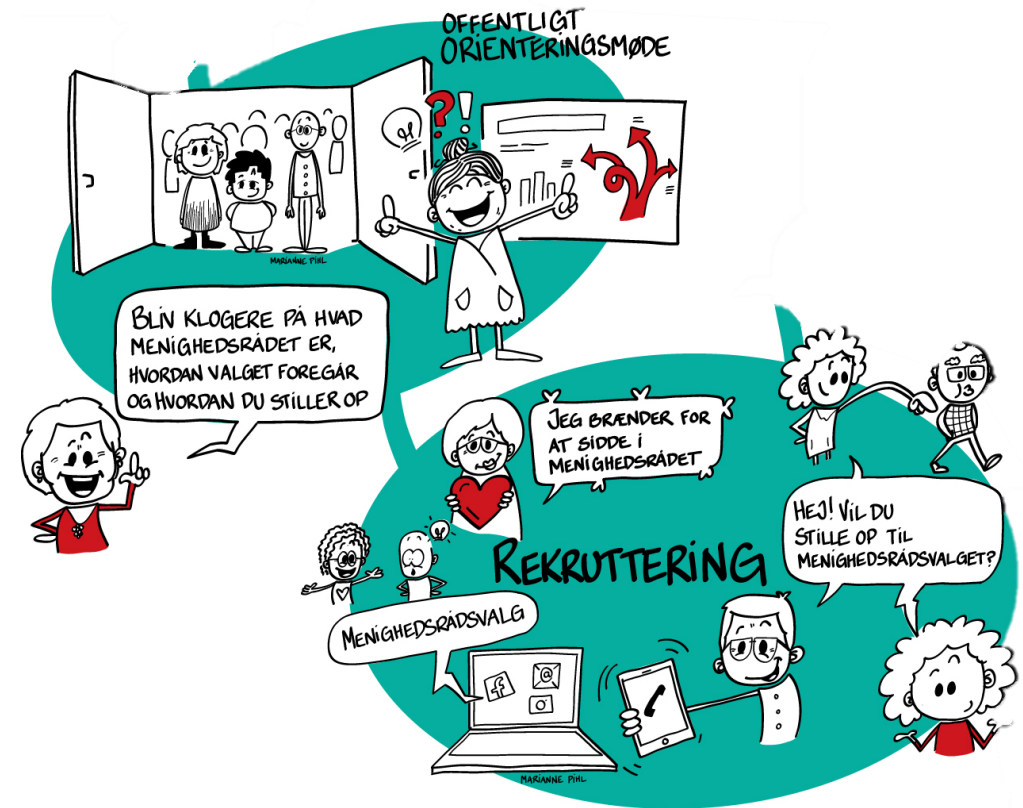 OFFENTLIGT
ORIENTERINGSMØDE
?!
MARIANNE PIHL
BLIV KLOGERE PÅ HVAD
MENIGHEDSRÅDET ER,
HVORDAN VALGET FOREGÅR
OG HVORDAN DU STILLER OP
JEG BRÆNDER FOR
AT SIDDE I
MENIGHEDSRÅDET
HEJ! VIL DU
STILLE OP TIL
MENIGHEDSRÅDSVALGET?
REKRUTTERING
MENIGHEDSRÅDSVALG
f
@
MARIANNE PIHL